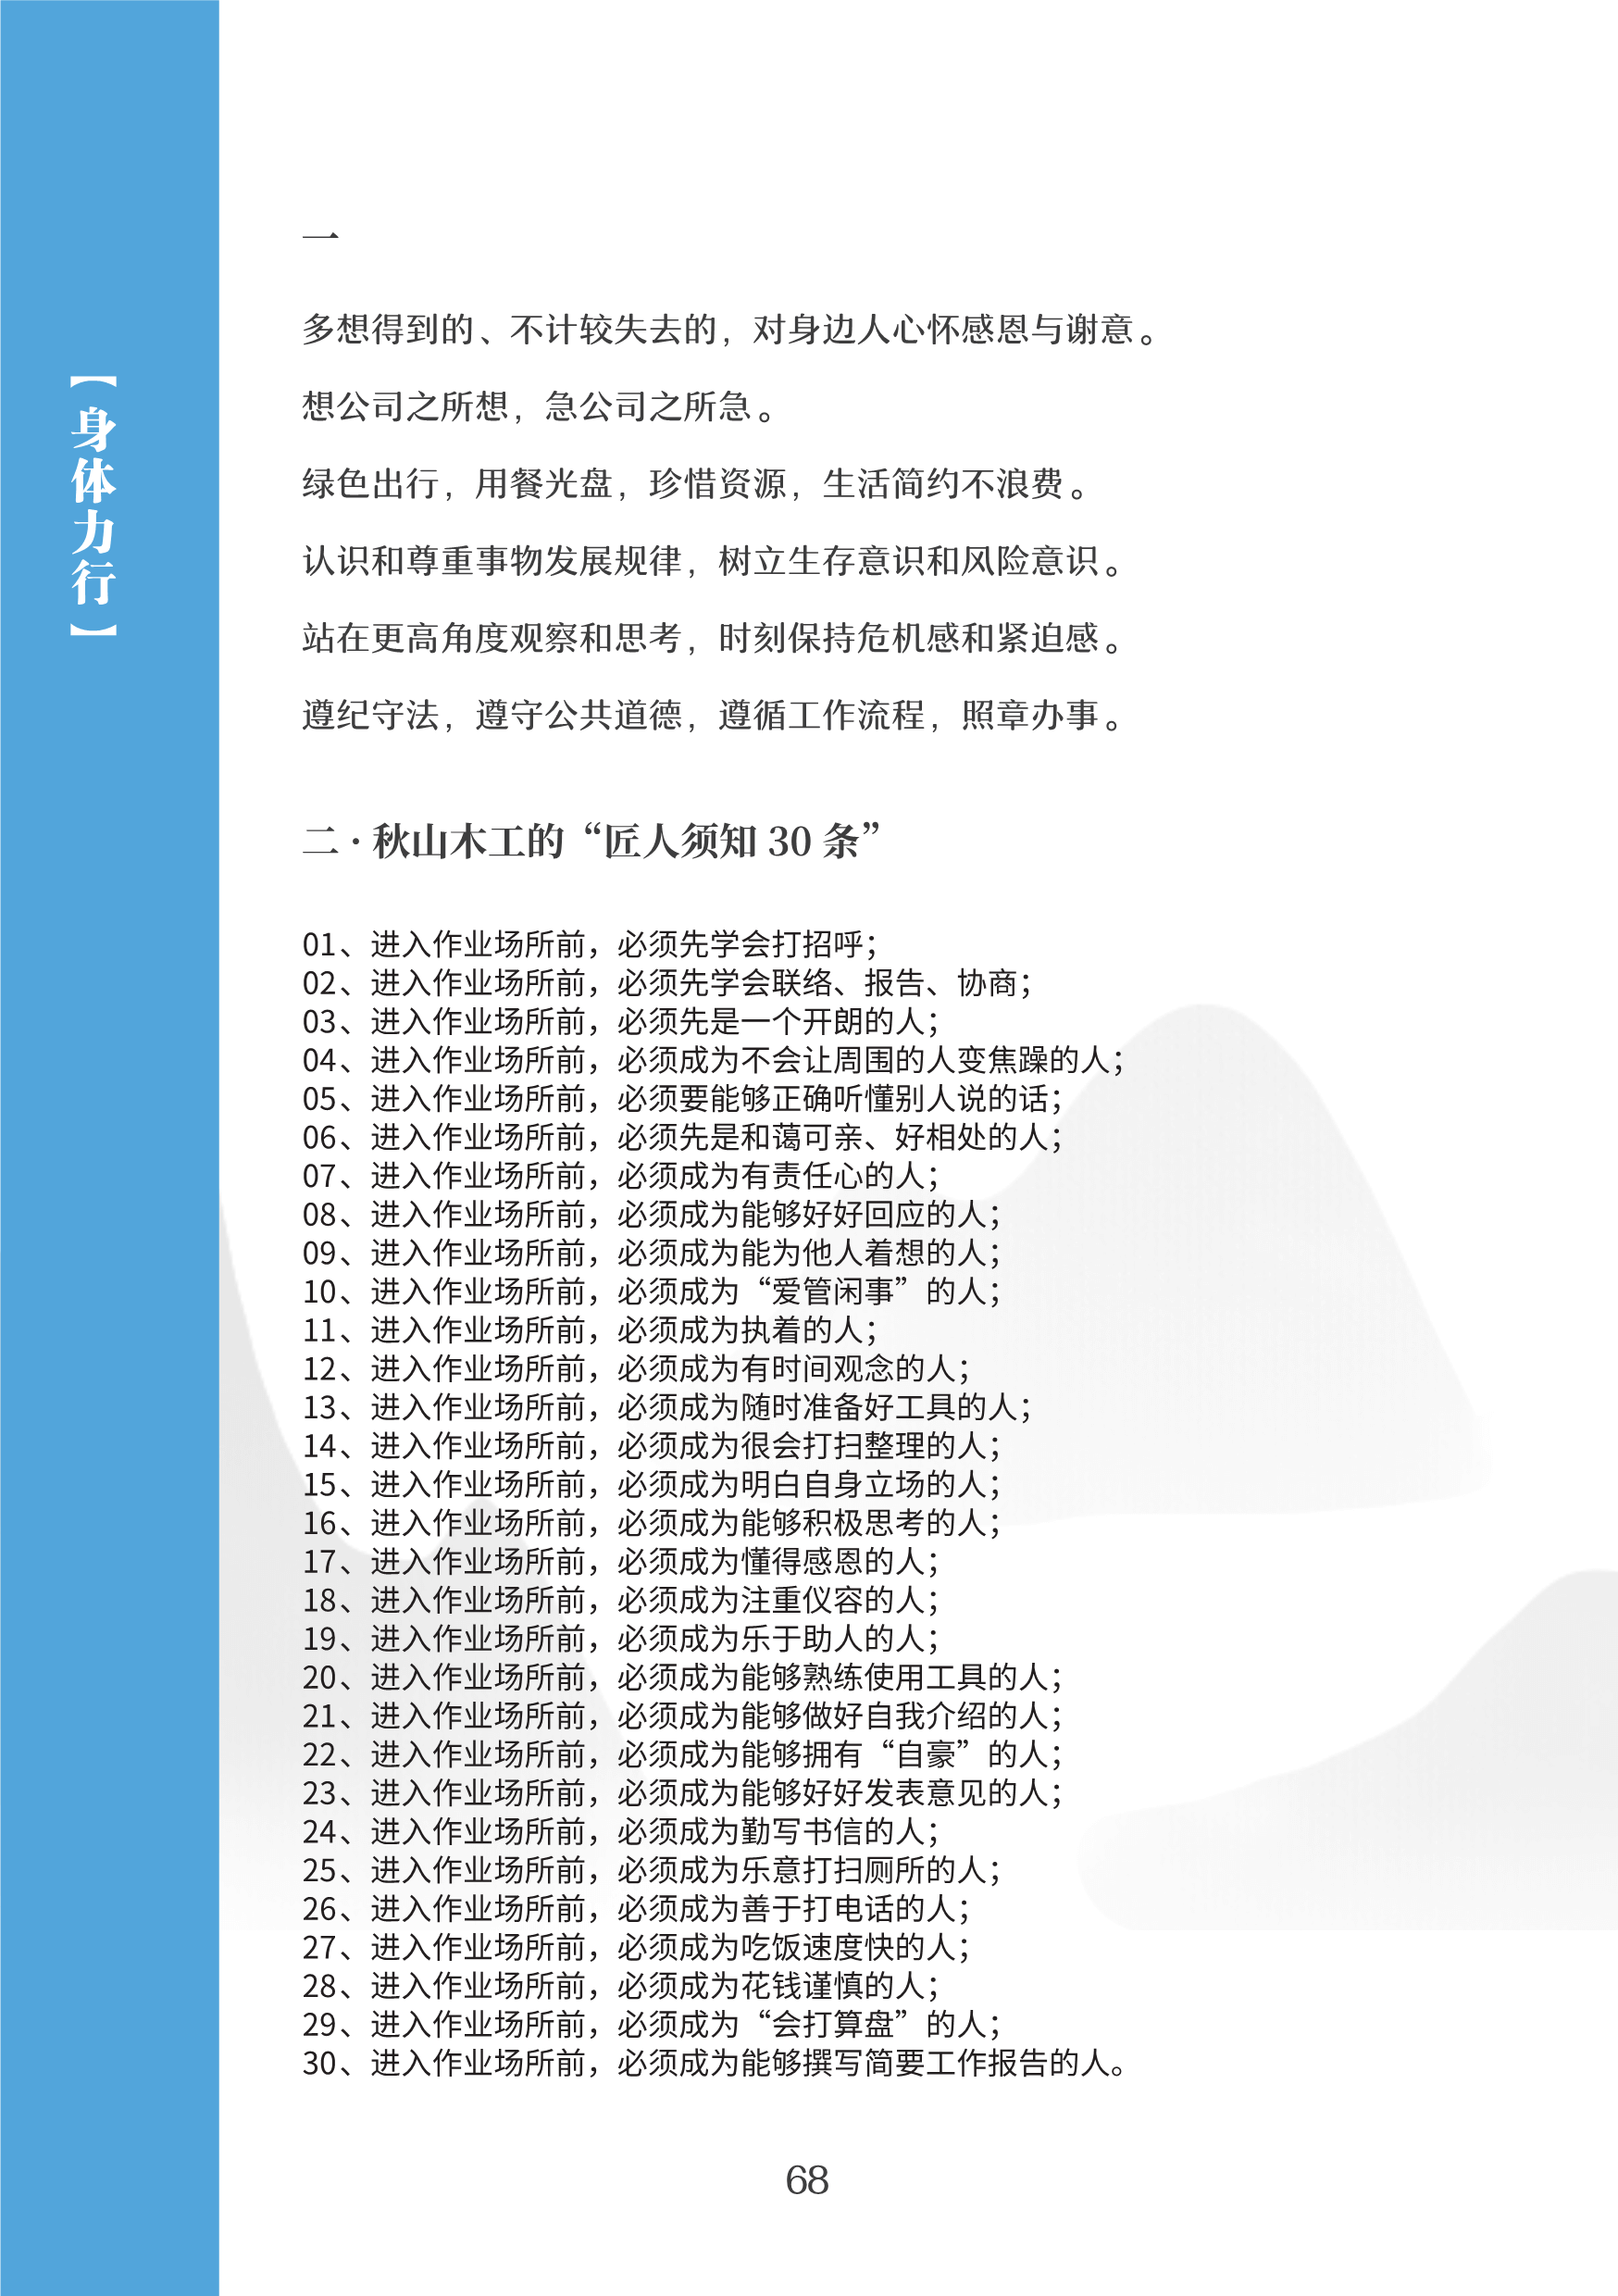 【身体力行】
一
多想得到的、不计较失去的，对身边人心怀感恩与谢意。
想公司之所想，急公司之所急。
绿色出行，用餐光盘，珍惜资源，生活简约不浪费。
认识和尊重事物发展规律，树立生存意识和风险意识。
站在更高角度观察和思考，时刻保持危机感和紧迫感。
遵纪守法，遵守公共道德，遵循工作流程，照章办事。
二·秋山木工的“匠人须知 30 条”
01、进入作业场所前，必须先学会打招呼；
02、进入作业场所前，必须先学会联络、报告、协商；
03、进入作业场所前，必须先是一个开朗的人；
04、进入作业场所前，必须成为不会让周围的人变焦躁的人；
05、进入作业场所前，必须要能够正确听懂别人说的话；
06、进入作业场所前，必须先是和蔼可亲、好相处的人；
07、进入作业场所前，必须成为有责任心的人；
08、进入作业场所前，必须成为能够好好回应的人；
09、进入作业场所前，必须成为能为他人着想的人；
10、进入作业场所前，必须成为“爱管闲事”的人；
11、进入作业场所前，必须成为执着的人；
12、进入作业场所前，必须成为有时间观念的人；
13、进入作业场所前，必须成为随时准备好工具的人；
14、进入作业场所前，必须成为很会打扫整理的人；
15、进入作业场所前，必须成为明白自身立场的人；
16、进入作业场所前，必须成为能够积极思考的人；
17、进入作业场所前，必须成为懂得感恩的人；
18、进入作业场所前，必须成为注重仪容的人；
19、进入作业场所前，必须成为乐于助人的人；
20、进入作业场所前，必须成为能够熟练使用工具的人；
21、进入作业场所前，必须成为能够做好自我介绍的人；
22、进入作业场所前，必须成为能够拥有“自豪”的人；
23、进入作业场所前，必须成为能够好好发表意见的人；
24、进入作业场所前，必须成为勤写书信的人；
25、进入作业场所前，必须成为乐意打扫厕所的人；
26、进入作业场所前，必须成为善于打电话的人；
27、进入作业场所前，必须成为吃饭速度快的人；
28、进入作业场所前，必须成为花钱谨慎的人；
29、进入作业场所前，必须成为“会打算盘”的人；
30、进入作业场所前，必须成为能够撰写简要工作报告的人。
68